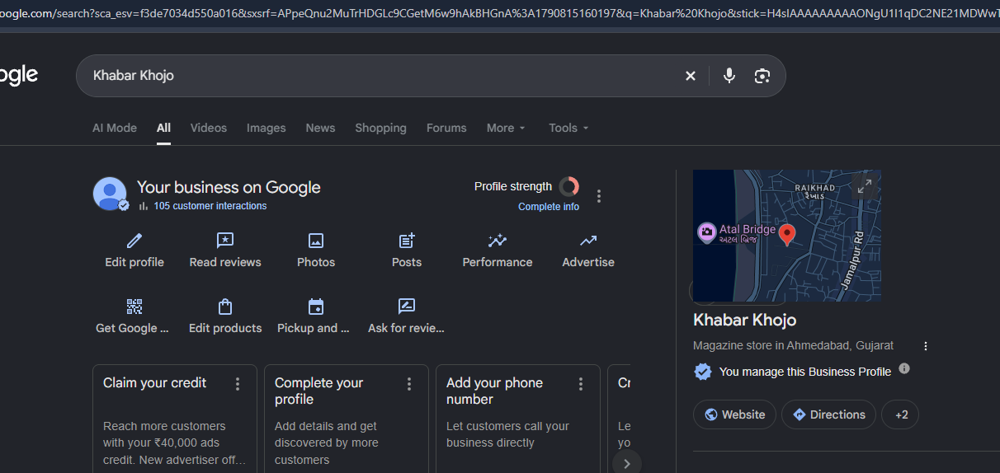 oogle.com/search?sca_esv=f3de7034d550a016&sxsrf=APpeQnu2MuTrHDGLc9CGetM6w9hAkBHGnA%3A1790815160197&q=Khabar%20Khojo&stick=H4sIAAAAAAAAAONgU1I1qDC2NE21MDWwT
ogle
Khabar Khojo
AI Mode All Videos Images News Shopping Forums More Tools
Your business on Google
105 customer interactions
Profile strength
Complete info
Edit profile Read reviews Photos Posts Performance Advertise
Get Google ... Edit products Pickup and ... Ask for revie...
Claim your credit
Reach more customers
with your ₹40,000 ads
credit. New advertiser off...
Complete your
profile
Add details and get
discovered by more
customers
Add your phone
number
Let customers call your
business directly
Cr
Le
yo
RAIKHAD
રૈખાડ
Atal Bridge
અટલ બ્રિજ
Jamalpur Rd
Khabar Khojo
Magazine store in Ahmedabad, Gujarat
You manage this Business Profile
Website Directions +2